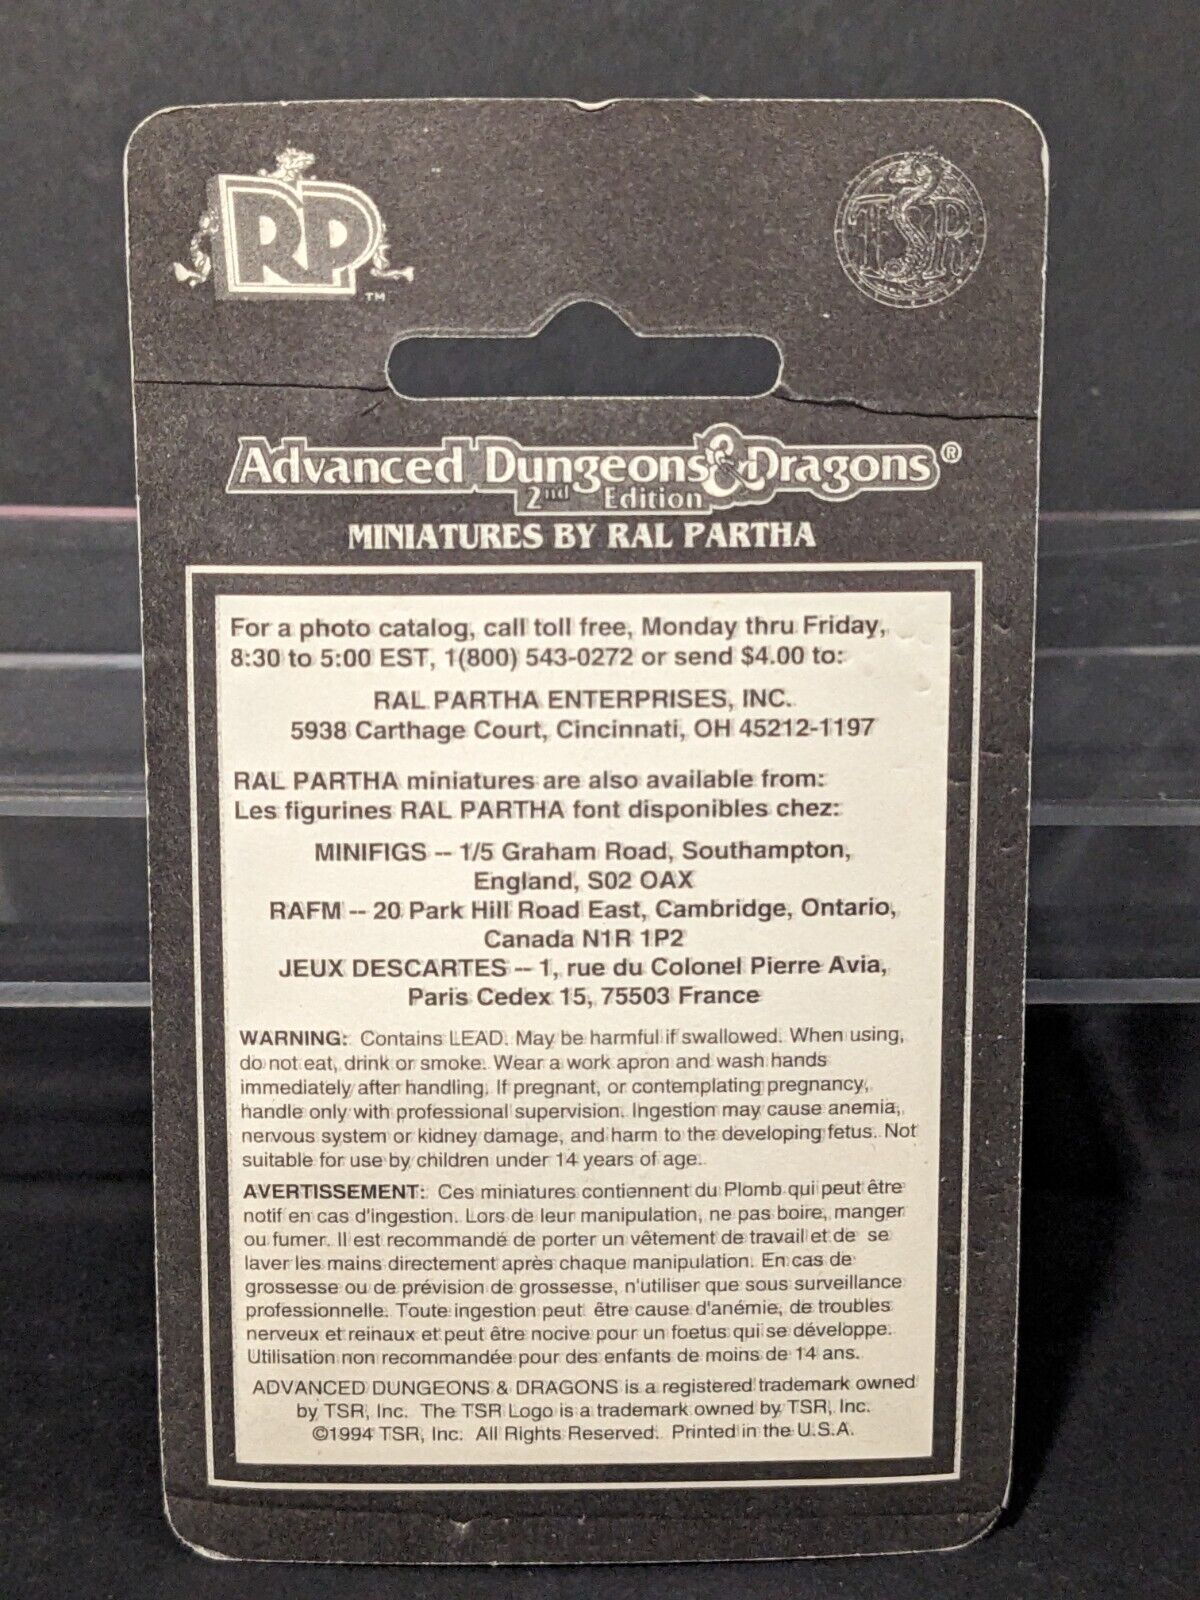 RP
TM
TSR
Advanced Dungeons & Dragons®
2nd Edition
MINIATURES BY RAL PARTHA
For a photo catalog, call toll free, Monday thru Friday,
8:30 to 5:00 EST, 1(800) 543-0272 or send $4.00 to:
RAL PARTHA ENTERPRISES, INC.
5938 Carthage Court, Cincinnati, OH 45212-1197
RAL PARTHA miniatures are also available from:
Les figurines RAL PARTHA font disponibles chez:
MINIFIGS -- 1/5 Graham Road, Southampton,
England, S02 OAX
RAFM -- 20 Park Hill Road East, Cambridge, Ontario,
Canada N1R 1P2
JEUX DESCARTES -- 1, rue du Colonel Pierre Avia,
Paris Cedex 15, 75503 France
WARNING: Contains LEAD. May be harmful if swallowed. When using,
do not eat, drink or smoke. Wear a work apron and wash hands
immediately after handling. If pregnant, or contemplating pregnancy,
handle only with professional supervision. Ingestion may cause anemia,
nervous system or kidney damage, and harm to the developing fetus. Not
suitable for use by children under 14 years of age.
AVERTISSEMENT: Ces miniatures contiennent du Plomb qui peut être
notif en cas d'ingestion. Lors de leur manipulation, ne pas boire, manger
ou fumer. Il est recommandé de porter un vêtement de travail et de se
laver les mains directement après chaque manipulation. En cas de
grossesse ou de prévision de grossesse, n'utiliser que sous surveillance
professionnelle. Toute ingestion peut être cause d'anémie, de troubles
nerveux et reinaux et peut être nocive pour un foetus qui se développe.
Utilisation non recommandée pour des enfants de moins de 14 ans.
ADVANCED DUNGEONS & DRAGONS is a registered trademark owned
by TSR, Inc. The TSR Logo is a trademark owned by TSR, Inc.
©1994 TSR, Inc. All Rights Reserved. Printed in the U.S.A.